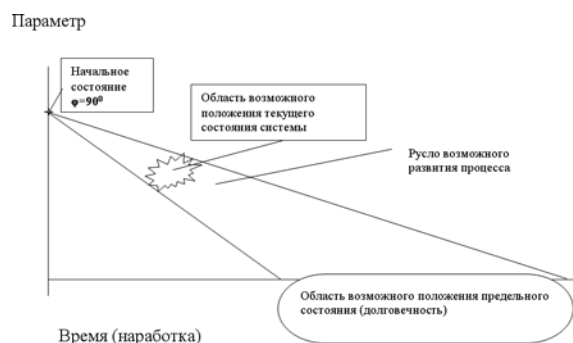 Параметр
Начальное
состояние
φ=90⁰
Область возможного
положения текущего
состояния системы
Русло возможного
развития процесса
Область возможного положения предельного
состояния (долговечность)
Время (наработка)